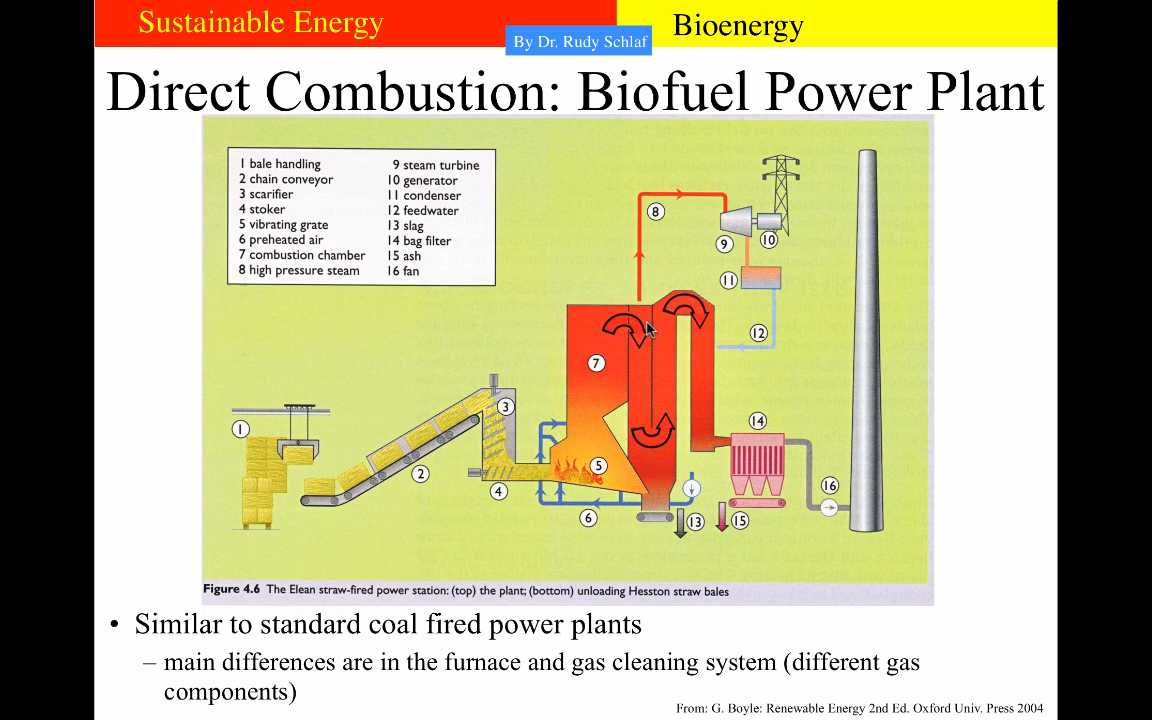 Sustainable Energy
By Dr. Rudy Schlaf
Bioenergy
Direct Combustion: Biofuel Power Plant
1 bale handling
2 chain conveyor
3 scarifier
4 stoker
5 vibrating grate
6 preheated air
7 combustion chamber
8 high pressure steam
9 steam turbine
10 generator
11 condenser
12 feedwater
13 slag
14 bag filter
15 ash
16 fan
8
9
10
11
12
7
3
1
14
2
5
4
16
6
13
15
Figure 4.6 The Elean straw-fired power station: (top) the plant; (bottom) unloading Hesston straw bales
• Similar to standard coal fired power plants
– main differences are in the furnace and gas cleaning system (different gas
components)
From: G. Boyle: Renewable Energy 2nd Ed. Oxford Univ. Press 2004